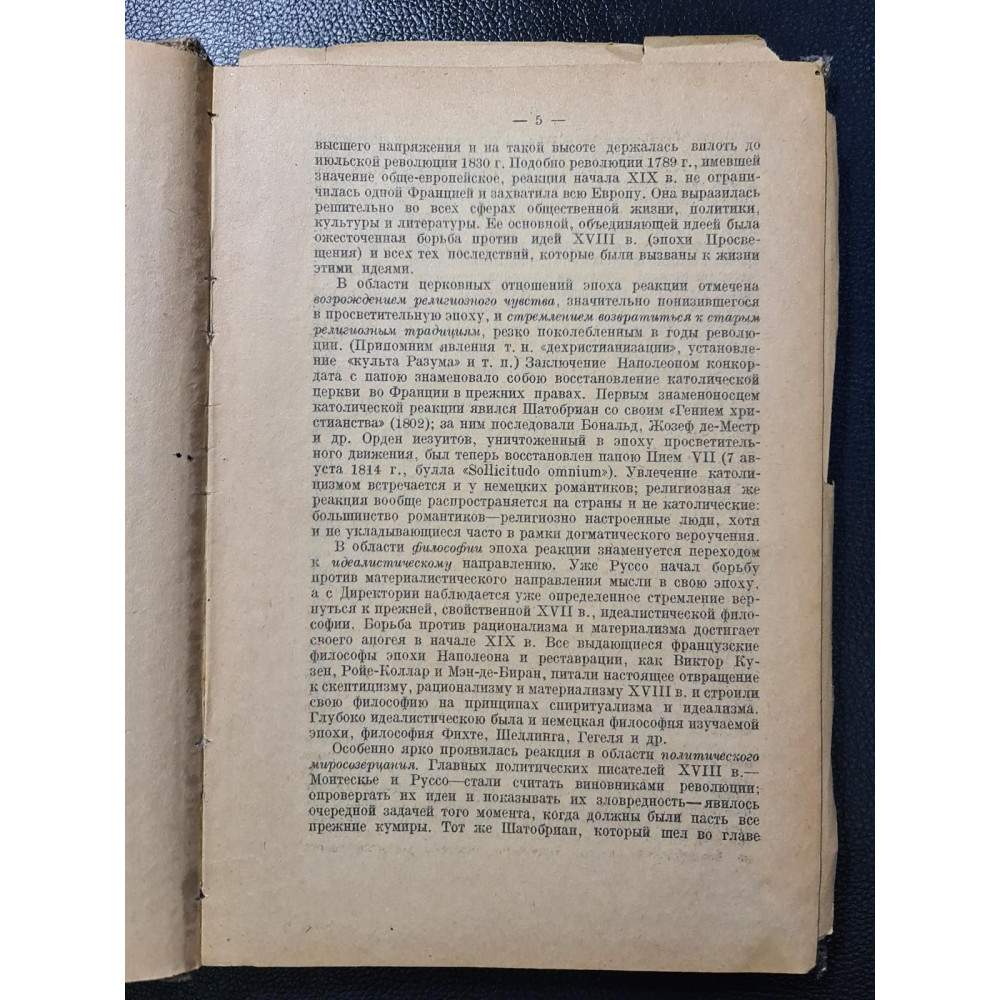 — 5 —
высшего напряжения и на такой высоте держалась вплоть до
июльской революции 1830 г. Подобно революции 1789 г., имевшей
значение обще-европейское, реакция начала XIX в. не ограни-
чилась одной Францией и захватила всю Европу. Она выразилась
решительно во всех сферах общественной жизни, политики,
культуры и литературы. Ее основной, объединяющей идеей была
ожесточенная борьба против идей XVIII в. (эпохи Просве-
щения) и всех тех последствий, которые были вызваны к жизни
этими идеями.
В области церковных отношений эпоха реакции отмечена
возрождением религиозного чувства, значительно понизившегося
в просветительную эпоху, и стремлением возвратиться к старым
религиозным традициям, резко поколебленным в годы револю-
ции. (Припомним явления т. н. «дехристианизации», установле-
ние «культа Разума» и т. п.) Заключение Наполеоном конкор-
дата с папою знаменовало собою восстановление католической
церкви во Франции в прежних правах. Первым знаменоносцем
католической реакции явился Шатобриан со своим «Гением хри-
стианства» (1802); за ним последовали Бональд, Жозеф де-Местр
и др. Орден иезуитов, уничтоженный в эпоху просветитель-
ного движения, был теперь восстановлен папою Пием VII (7 ав-
густа 1814 г., булла «Sollicitudo omnium»). Увлечение католи-
цизмом встречается и у немецких романтиков; религиозная же
реакция вообще распространяется на страны и не католические:
большинство романтиков—религиозно настроенные люди, хотя
и не укладывающиеся часто в рамки догматического вероучения.
В области философии эпоха реакции знаменуется переходом
к идеалистическому направлению. Уже Руссо начал борьбу
против материалистического направления мысли в свою эпоху,
а с Директории наблюдается уже определенное стремление вер-
нуться к прежней, свойственной XVII в., идеалистической фило-
софии. Борьба против рационализма и материализма достигает
своего апогея в начале XIX в. Все выдающиеся французские
философы эпохи Наполеона и реставрации, как Виктор Ку-
зен, Ройе-Коллар и Мэн-де-Биран, питали настоящее отвращение
к скептицизму, рационализму и материализму XVIII в. и строили
свою философию на принципах спиритуализма и идеализма.
Глубоко идеалистическою была и немецкая философия изучаемой
эпохи, философия Фихте, Шеллинга, Гегеля и др.
Особенно ярко проявилась реакция в области политического
миросозерцания. Главных политических писателей XVIII в.—
Монтескье и Руссо—стали считать виновниками революции;
опровергать их идеи и показывать их зловредность—явилось
очередной задачей того момента, когда должны были пасть все
прежние кумиры. Тот же Шатобриан, который шел во главе